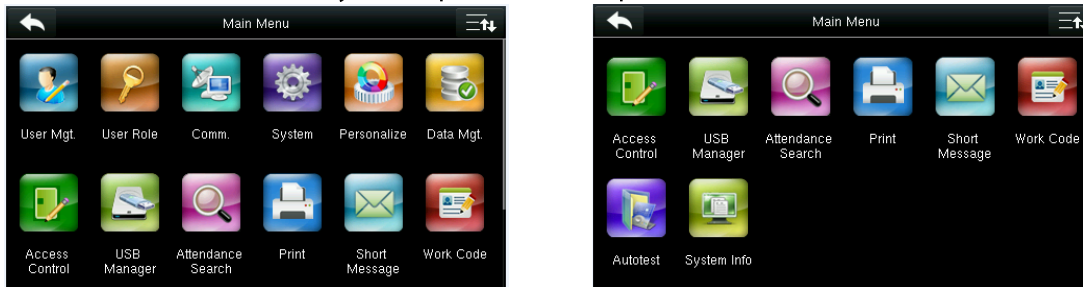 Main Menu
User Mgt. User Role Comm. System Personalize Data Mgt.
Access Control USB Manager Attendance Search Print Short Message Work Code
Main Menu
Access Control USB Manager Attendance Search Print Short Message Work Code
Autotest System Info